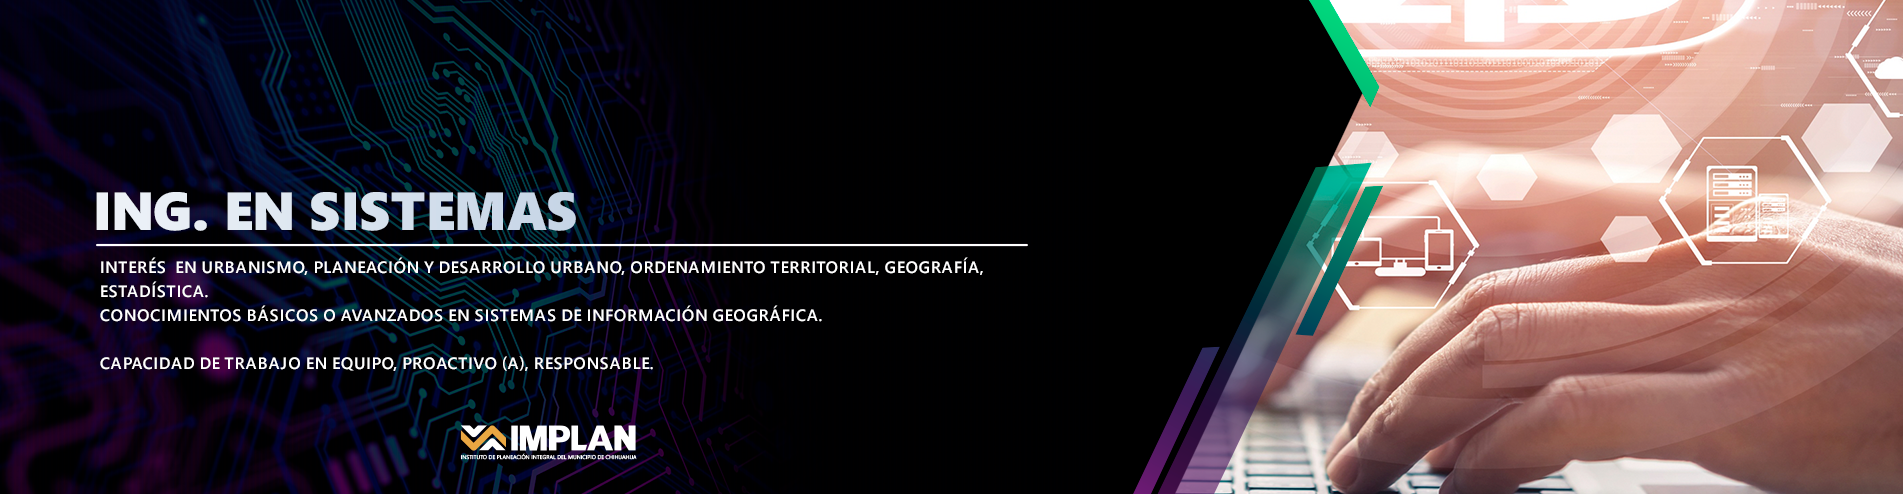 ING. EN SISTEMAS
INTERÉS  EN URBANISMO, PLANEACIÓN Y DESARROLLO URBANO, ORDENAMIENTO TERRITORIAL, GEOGRAFÍA,
ESTADÍSTICA.
CONOCIMIENTOS BÁSICOS O AVANZADOS EN SISTEMAS DE INFORMACIÓN GEOGRÁFICA.
CAPACIDAD DE TRABAJO EN EQUIPO, PROACTIVO (A), RESPONSABLE.
IMPLAN
INSTITUTO DE PLANEACIÓN INTEGRAL DEL MUNICIPIO DE CHIHUAHUA